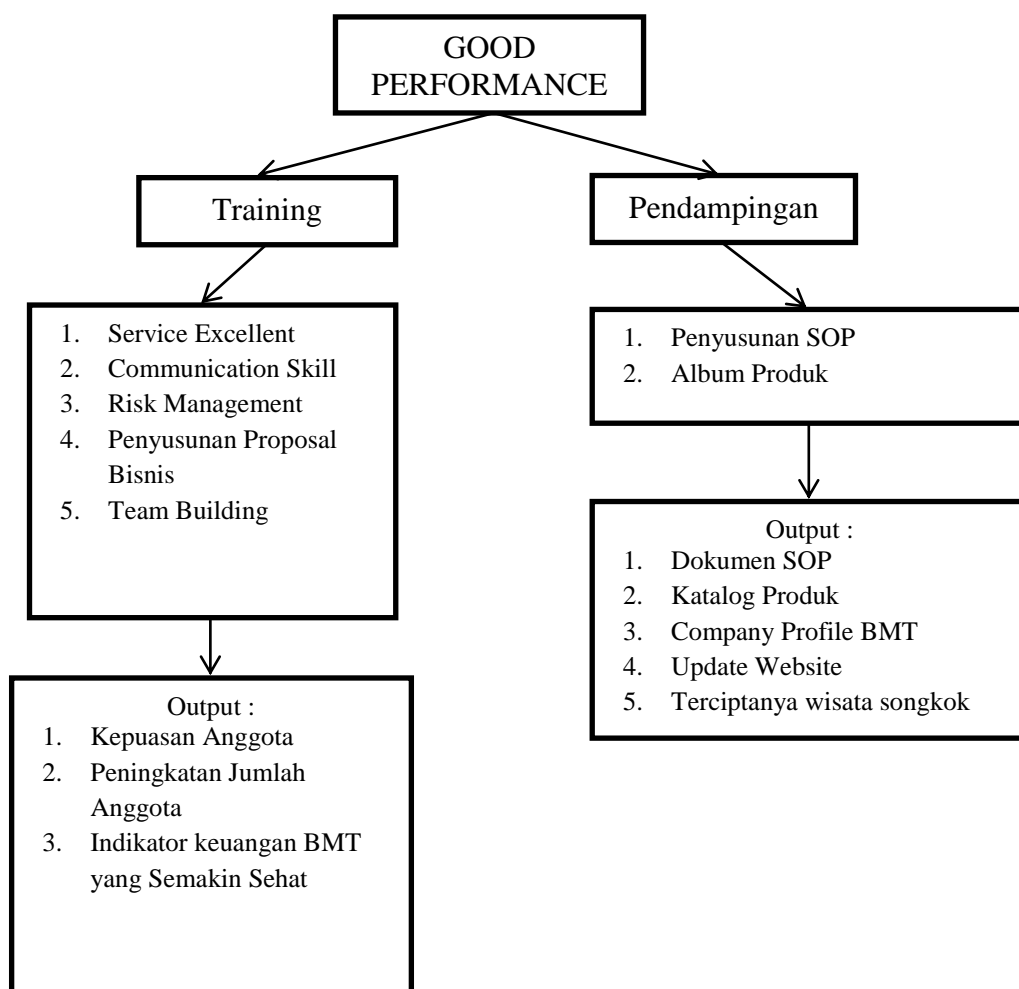 GOOD
PERFORMANCE
Training
Pendampingan
1. Service Excellent
2. Communication Skill
3. Risk Management
4. Penyusunan Proposal
Bisnis
5. Team Building
1. Penyusunan SOP
2. Album Produk
Output :
1. Kepuasan Anggota
2. Peningkatan Jumlah
Anggota
3. Indikator keuangan BMT
yang Semakin Sehat
Output :
1. Dokumen SOP
2. Katalog Produk
3. Company Profile BMT
4. Update Website
5. Terciptanya wisata songkok